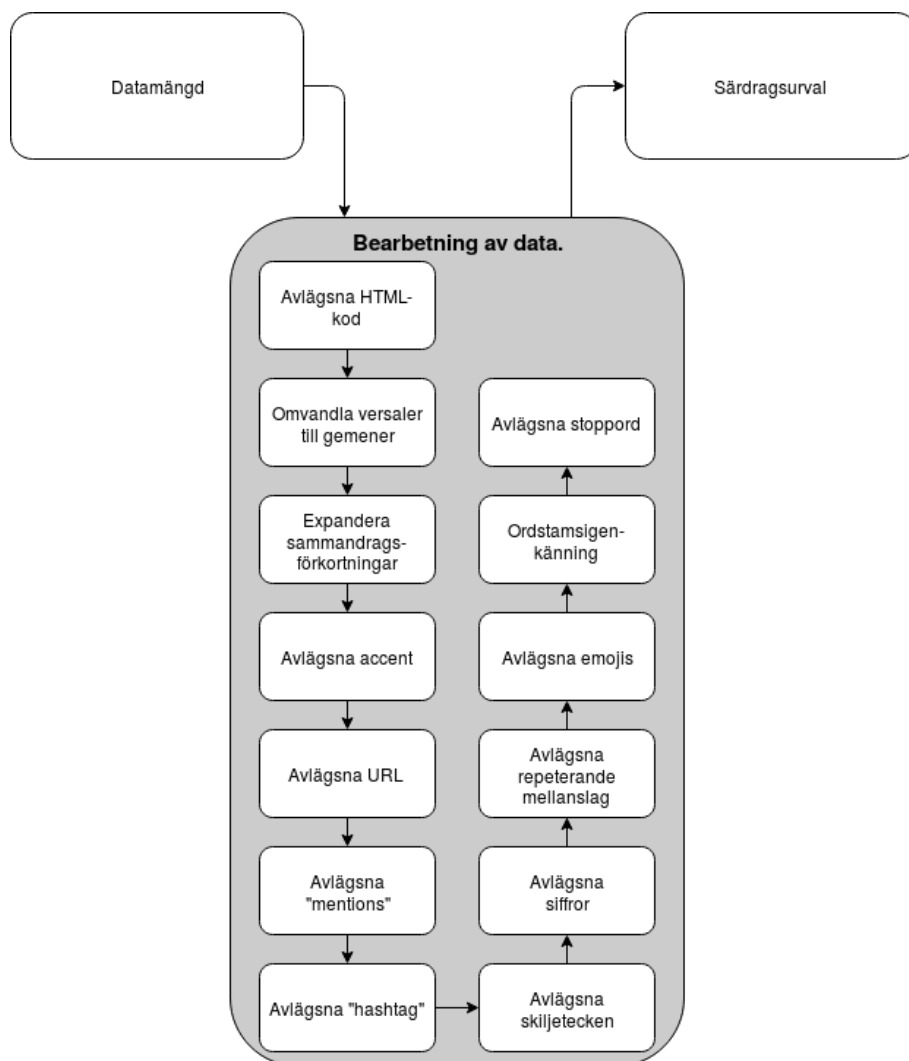 Datamängd
Särdragsurval
Bearbetning av data.
Avlägsna HTML-
kod
Omvandla versaler
till gemener
Expandera
sammandrags-
förkortningar
Avlägsna accent
Avlägsna URL
Avlägsna
"mentions"
Avlägsna "hashtag"
Avlägsna
skiljetecken
Avlägsna
siffror
Avlägsna
repeterande
mellanslag
Avlägsna emojis
Ordstamsigen-
känning
Avlägsna stoppord